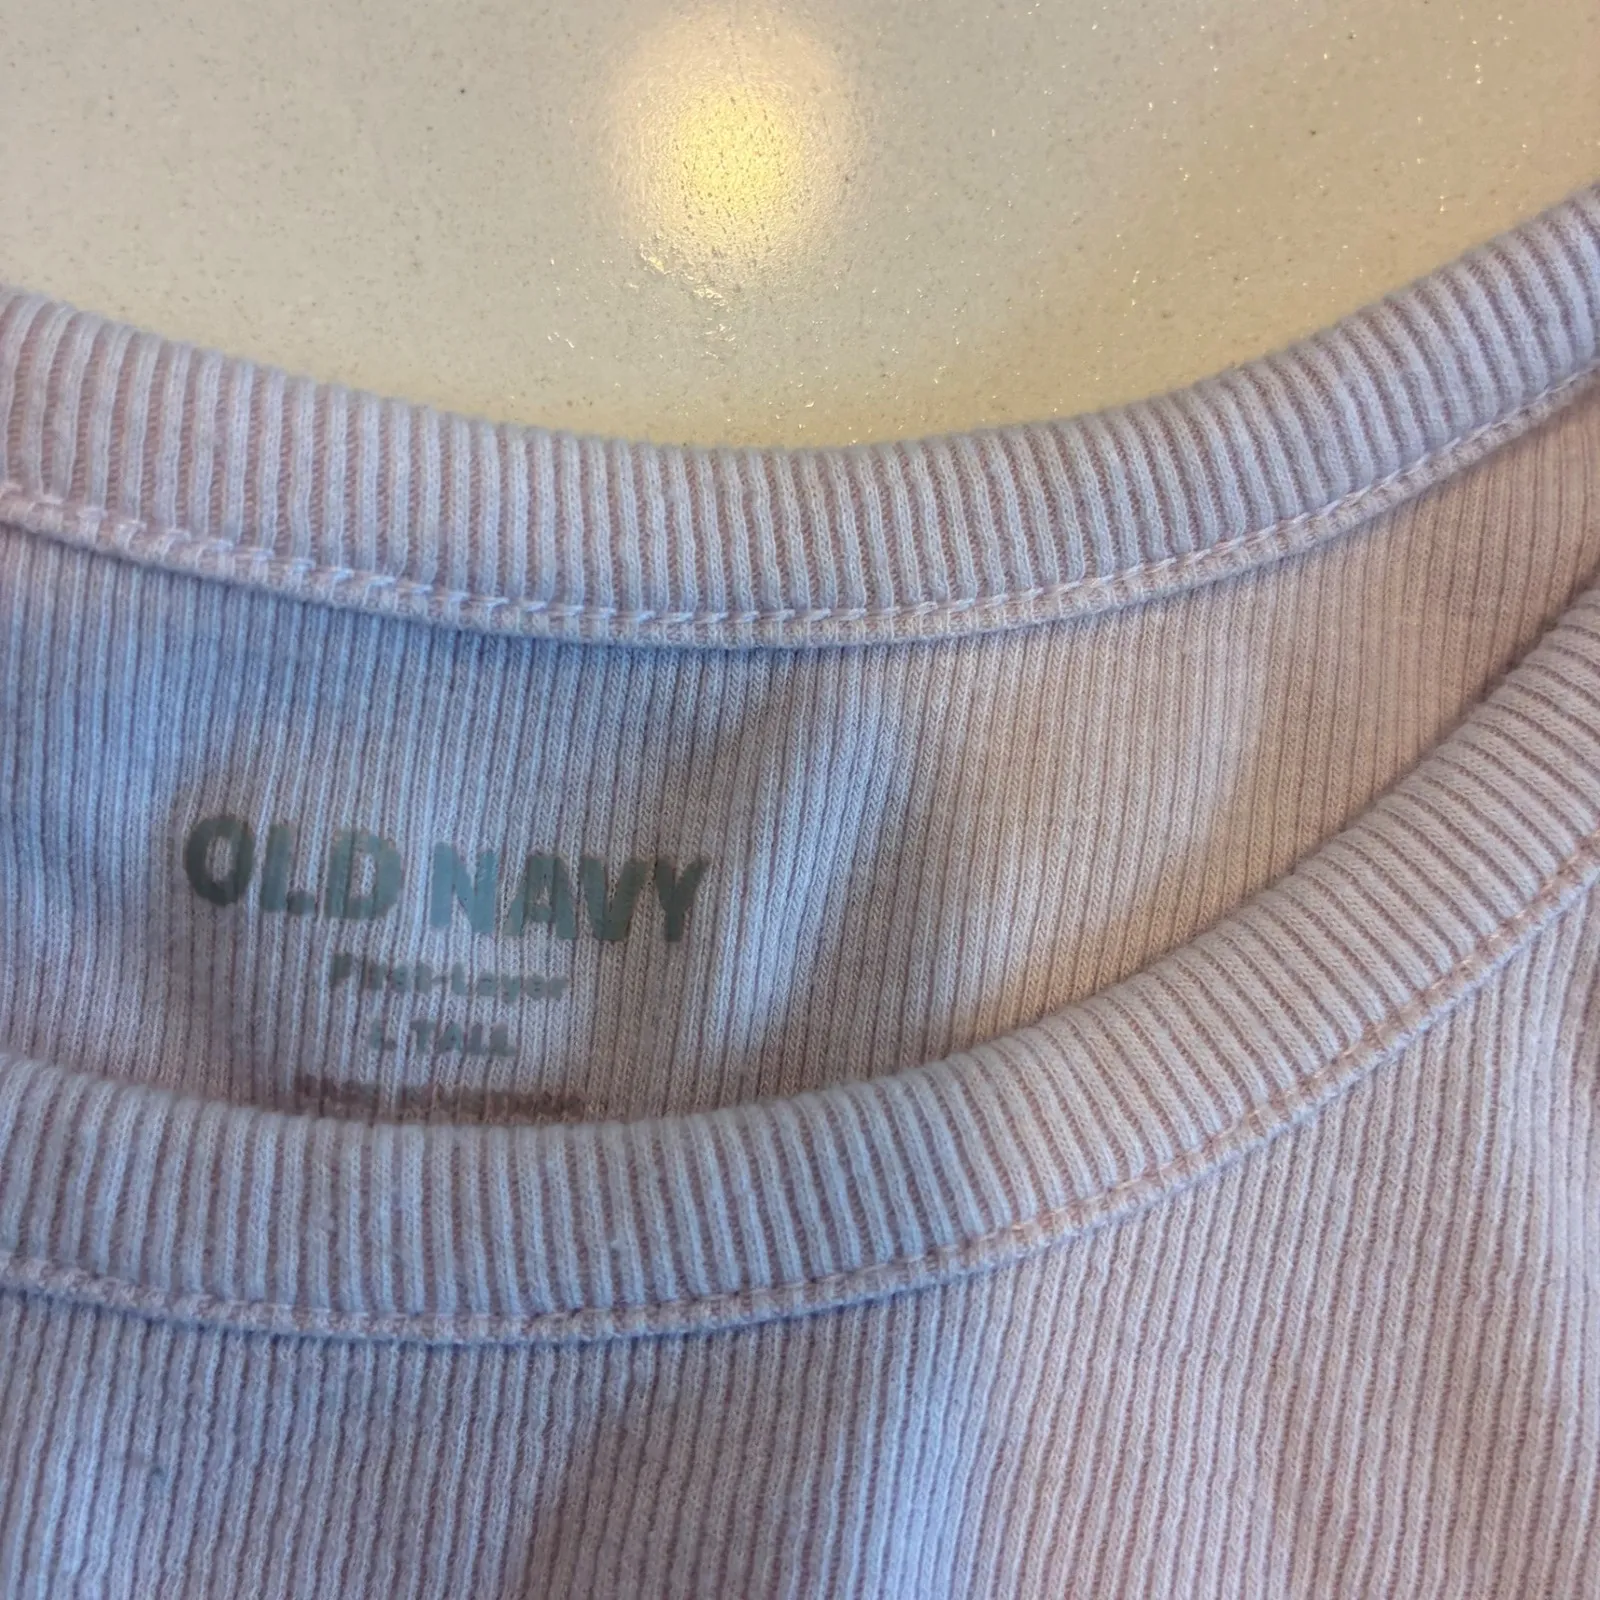 OLD NAVY
First-Layer
L TALL